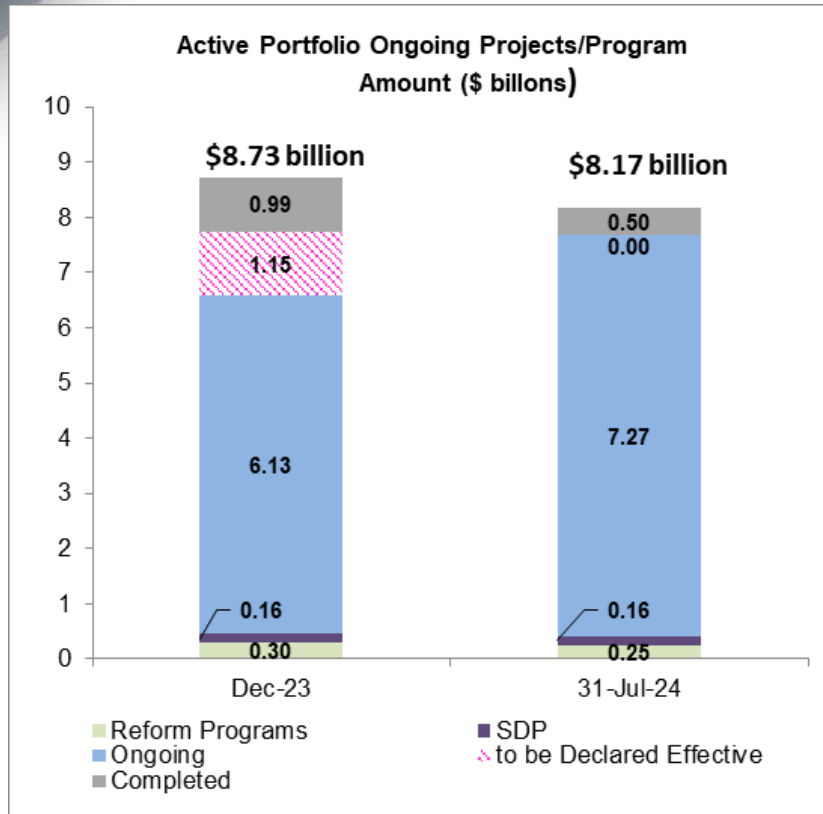 Active Portfolio Ongoing Projects/Program
Amount ($ billons)
10
9
8
7
6
5
4
3
2
1
0
$8.73 billion
0.99
1.15
6.13
0.16
0.30
$8.17 billion
0.50
0.00
7.27
0.16
0.25
Dec-23
31-Jul-24
Reform Programs
SDP
Ongoing
to be Declared Effective
Completed